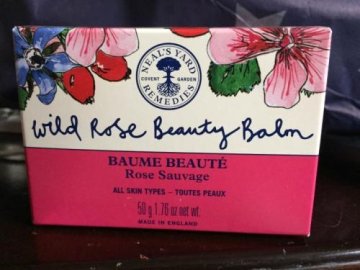 NEAL'S YARD
COVENT GARDEN
REMEDIES
Wild Rose Beauty Balm
BAUME BEAUTÉ
Rose Sauvage
ALL SKIN TYPES – TOUTES PEAUX
50 g 1.76 oz net wt.
MADE IN ENGLAND